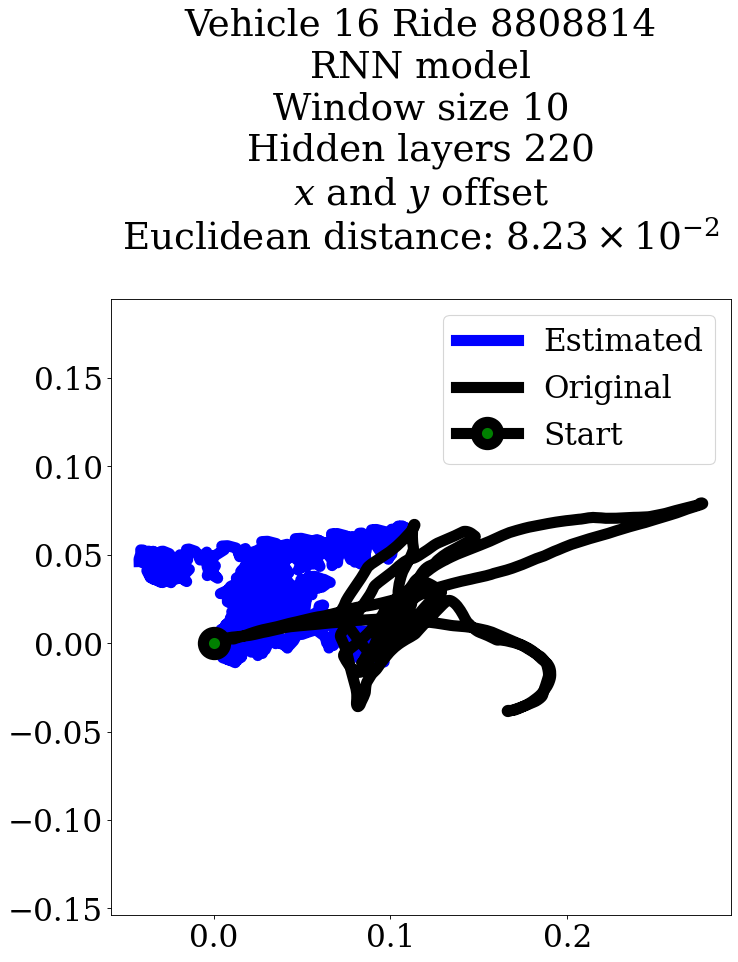 Vehicle 16 Ride 8808814
RNN model
Window size 10
Hidden layers 220
x and y offset
Euclidean distance: 8.23 × 10⁻²
Estimated
Original
Start
0.15
0.10
0.05
0.00
−0.05
−0.10
−0.15
0.0 0.1 0.2